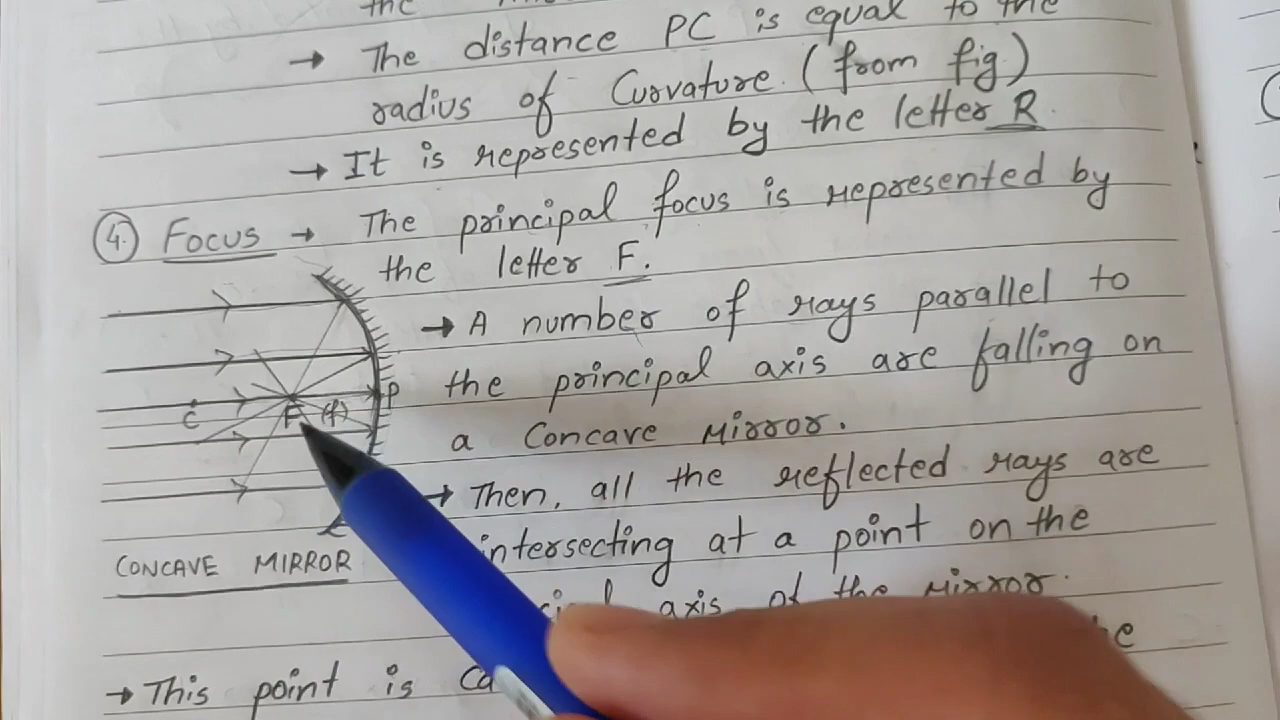 the
→ The distance PC is equal to the
radius of Curvature. (from fig)
→ It is represented by the letter R.
④ Focus → The principal focus is represented by
the letter F.
→ A number of rays parallel to
the principal axis are falling on
a Concave Mirror.
C F (f) P
→ Then, all the reflected rays are
intersecting at a point on the
CONCAVE MIRROR
axis of the Mirror.
→ This point is